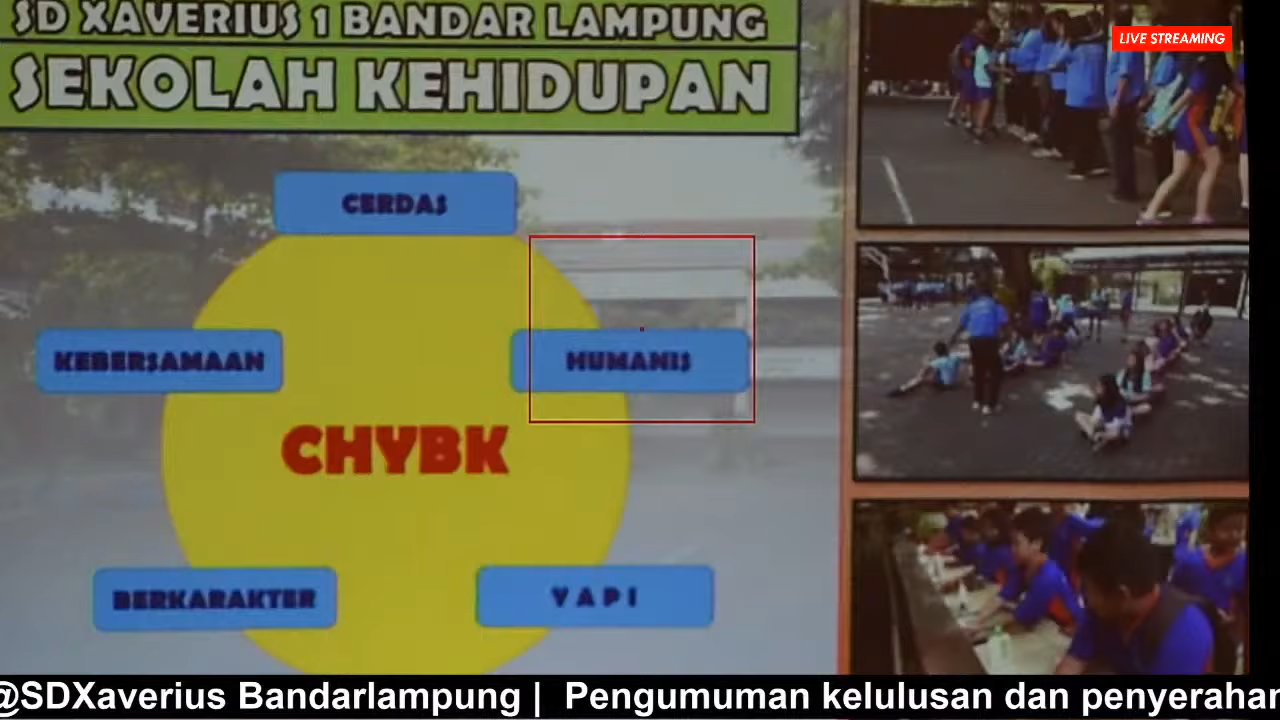 SD XAVERIUS 1 BANDAR LAMPUNG
SEKOLAH KEHIDUPAN
LIVE STREAMING
CERDAS
KEBERSAMAAN
HUMANIS
CHYBK
BERKARAKTER
Y A P I
@SDXaverius Bandarlampung | Pengumuman kelulusan dan penyerahan